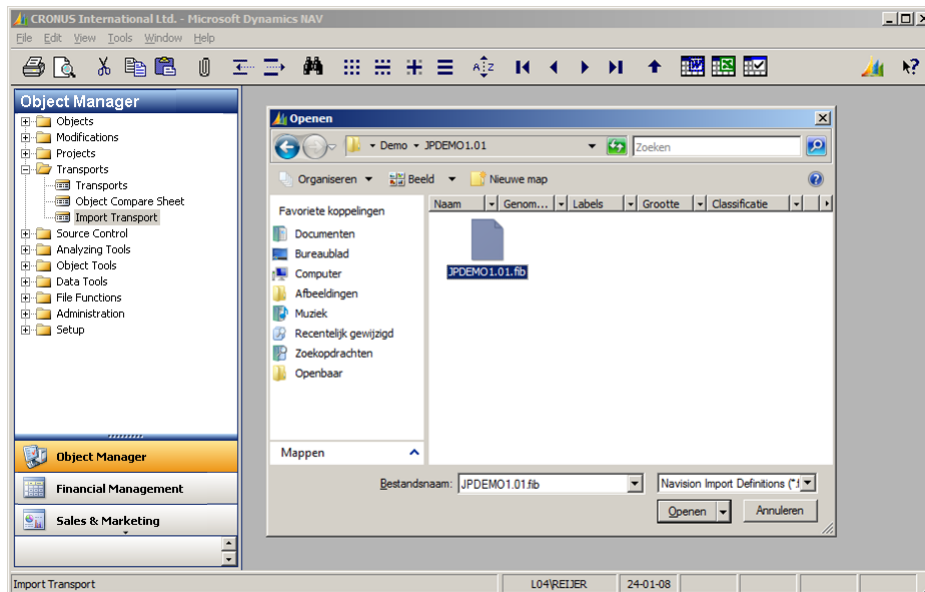 CRONUS International Ltd. - Microsoft Dynamics NAV
File Edit View Tools Window Help
Object Manager
Objects
Modifications
Projects
Transports
Transports
Object Compare Sheet
Import Transport
Source Control
Analyzing Tools
Object Tools
Data Tools
File Functions
Administration
Setup
Object Manager
Financial Management
Sales & Marketing
Openen
Demo JPDEMO1.01 Zoeken
Organiseren Beeld Nieuwe map
Favoriete koppelingen
Documenten
Bureaublad
Computer
Afbeeldingen
Muziek
Recentelijk gewijzigd
Zoekopdrachten
Openbaar
Mappen
Naam Genom... Labels Grootte Classificatie
JPDEMO1.01.fib
Bestandsnaam: JPDEMO1.01.fib Navision Import Definitions (*.f
Openen Annuleren
Import Transport L04\REIJER 24-01-08